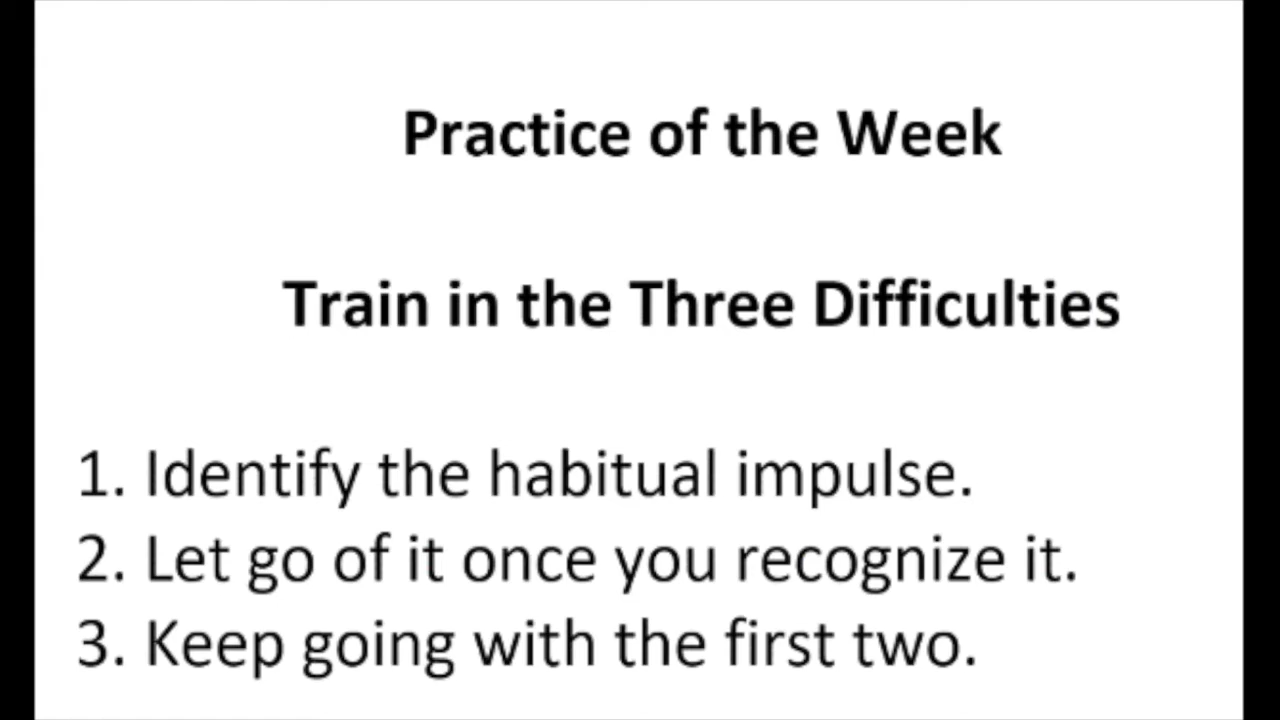 Practice of the Week
Train in the Three Difficulties
1. Identify the habitual impulse.
2. Let go of it once you recognize it.
3. Keep going with the first two.